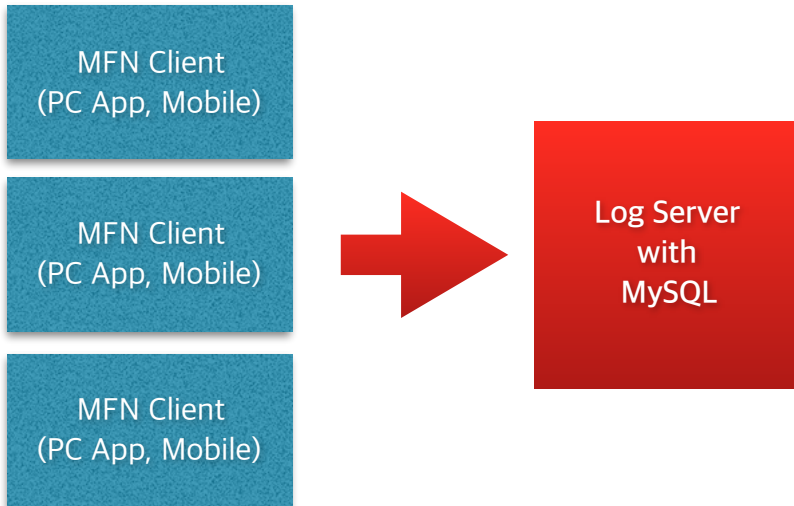 MFN Client
(PC App, Mobile)
MFN Client
(PC App, Mobile)
MFN Client
(PC App, Mobile)
Log Server
with
MySQL